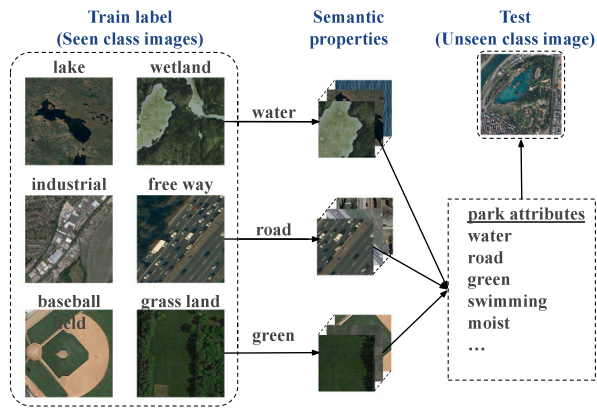 Train label
(Seen class images)
Semantic
properties
Test
(Unseen class image)
lake
wetland
water
industrial
free way
road
baseball
field
grass land
green
park attributes
water
road
green
swimming
moist
…